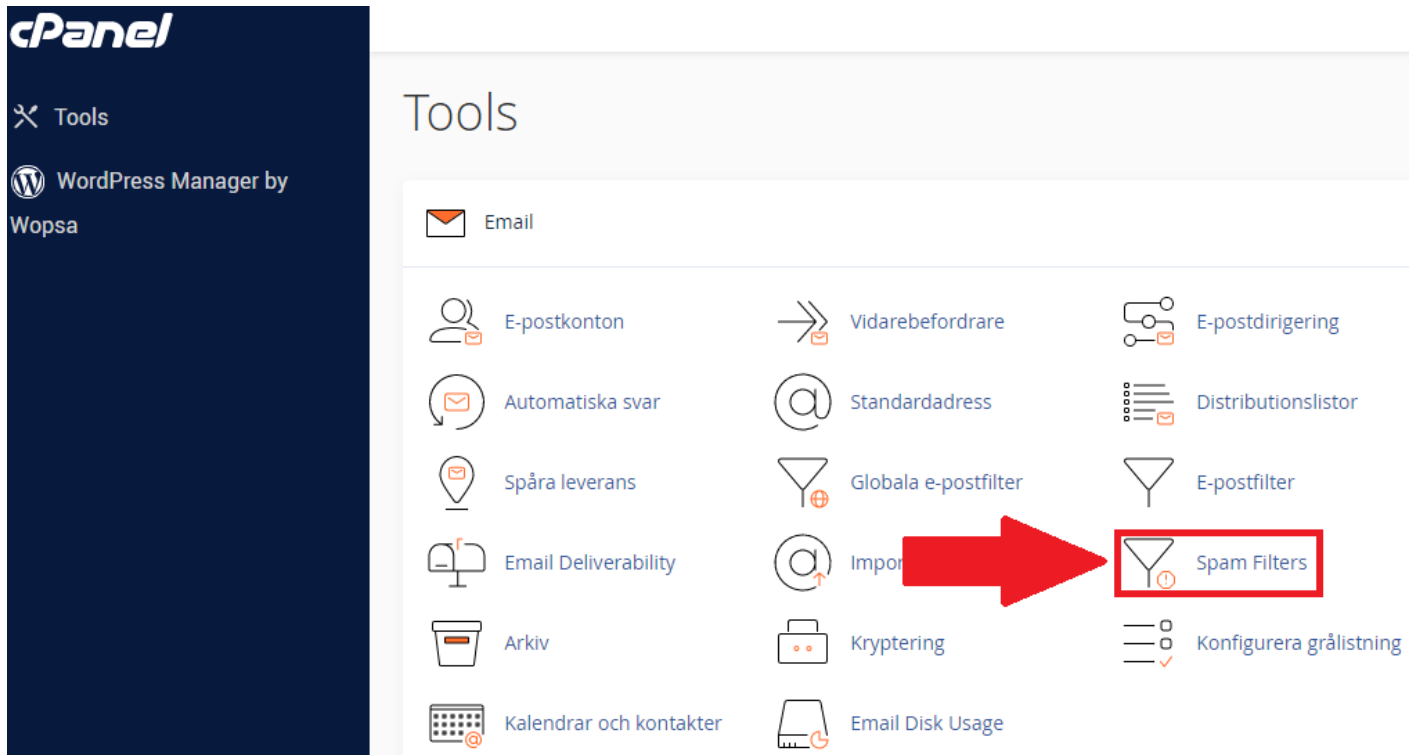 cPanel
Tools
WordPress Manager by
Wopsa
Tools
Email
E-postkonton
Vidarebefordrare
E-postdirigering
Automatiska svar
Standardadress
Distributionslistor
Spåra leverans
Globala e-postfilter
E-postfilter
Email Deliverability
Spam Filters
Arkiv
Kryptering
Konfigurera grålistning
Kalendrar och kontakter
Email Disk Usage